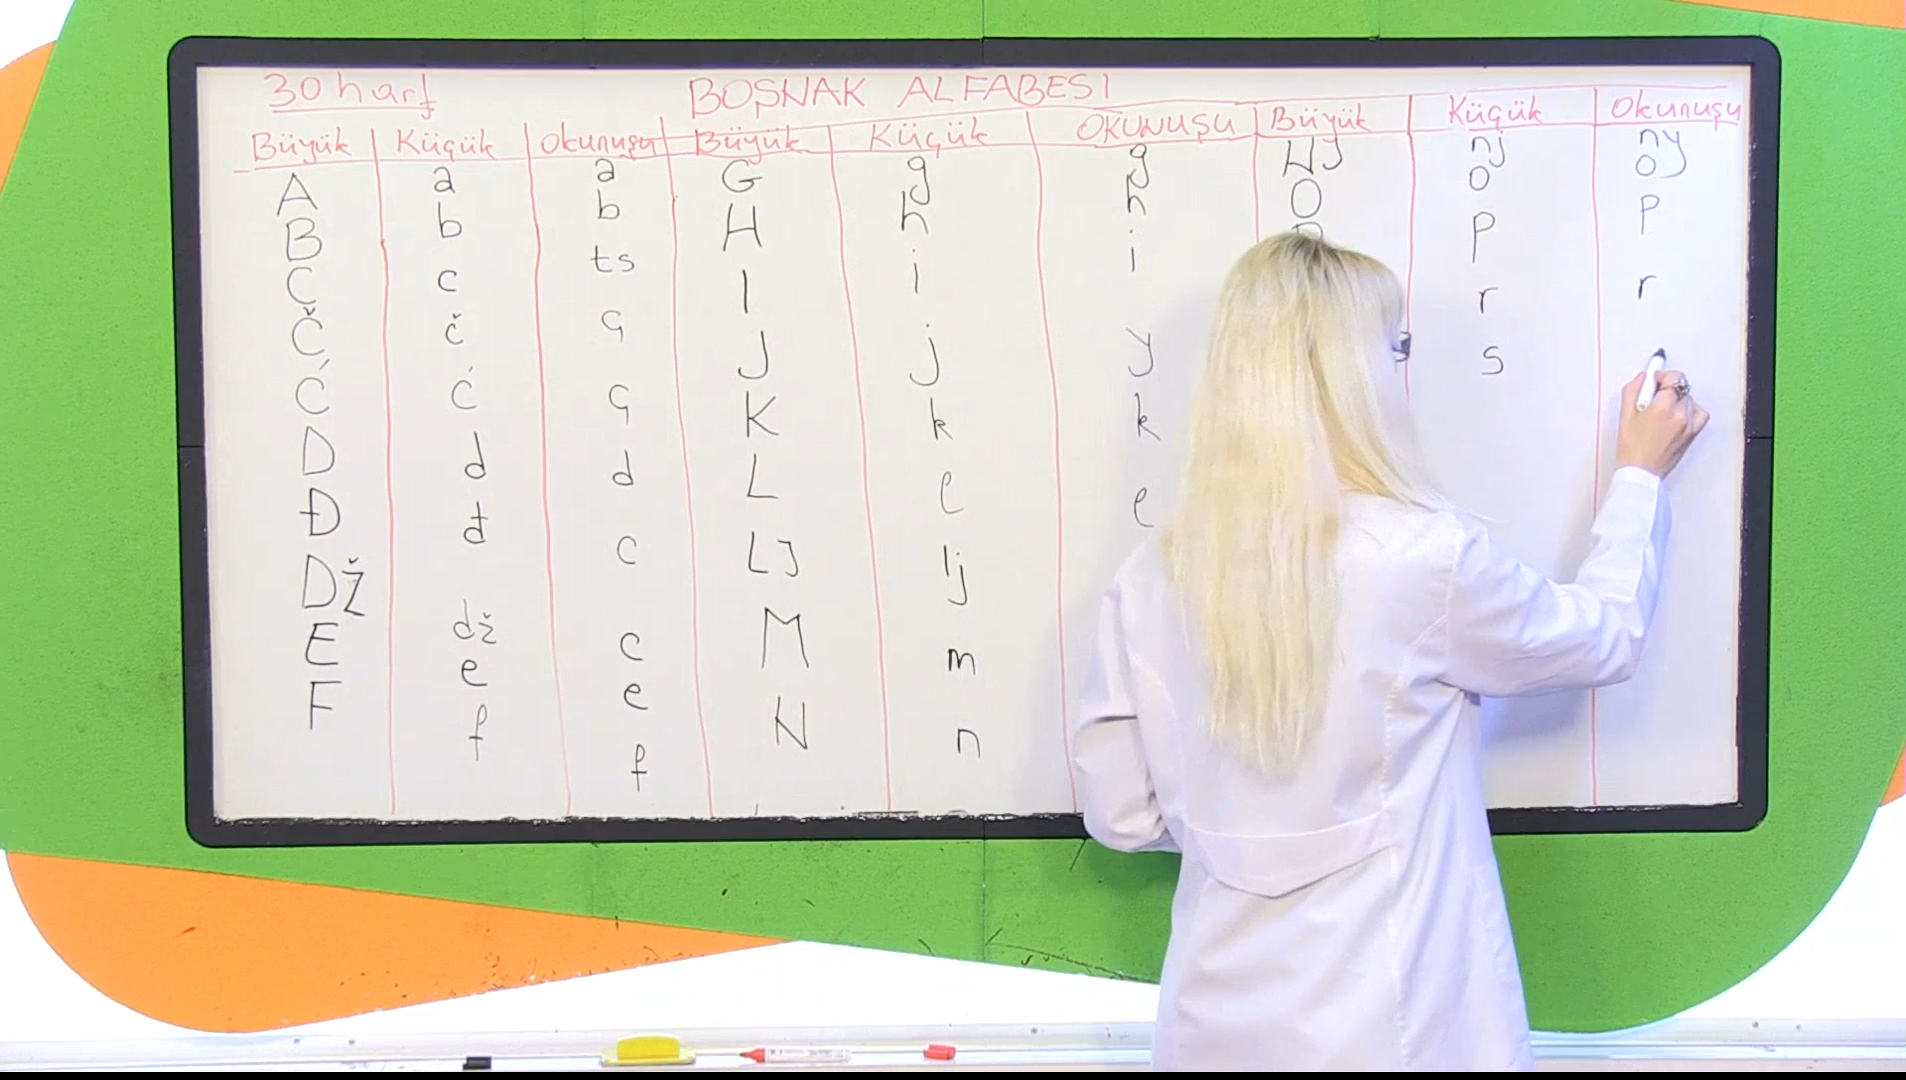 30 harf BOŞNAK ALFABESİ
Büyük Küçük Okunuşu Büyük Küçük OKUNUŞU Büyük Küçük Okunuşu
A a a G g g Nj nj ny
B b b H h h O o o
C c ts I i i p p
Č č ç J j y r r
Ć ć ç K k k s
D d d L l l
Đ đ c LJ lj
DŽ dž c M m
E e e N n
F f f